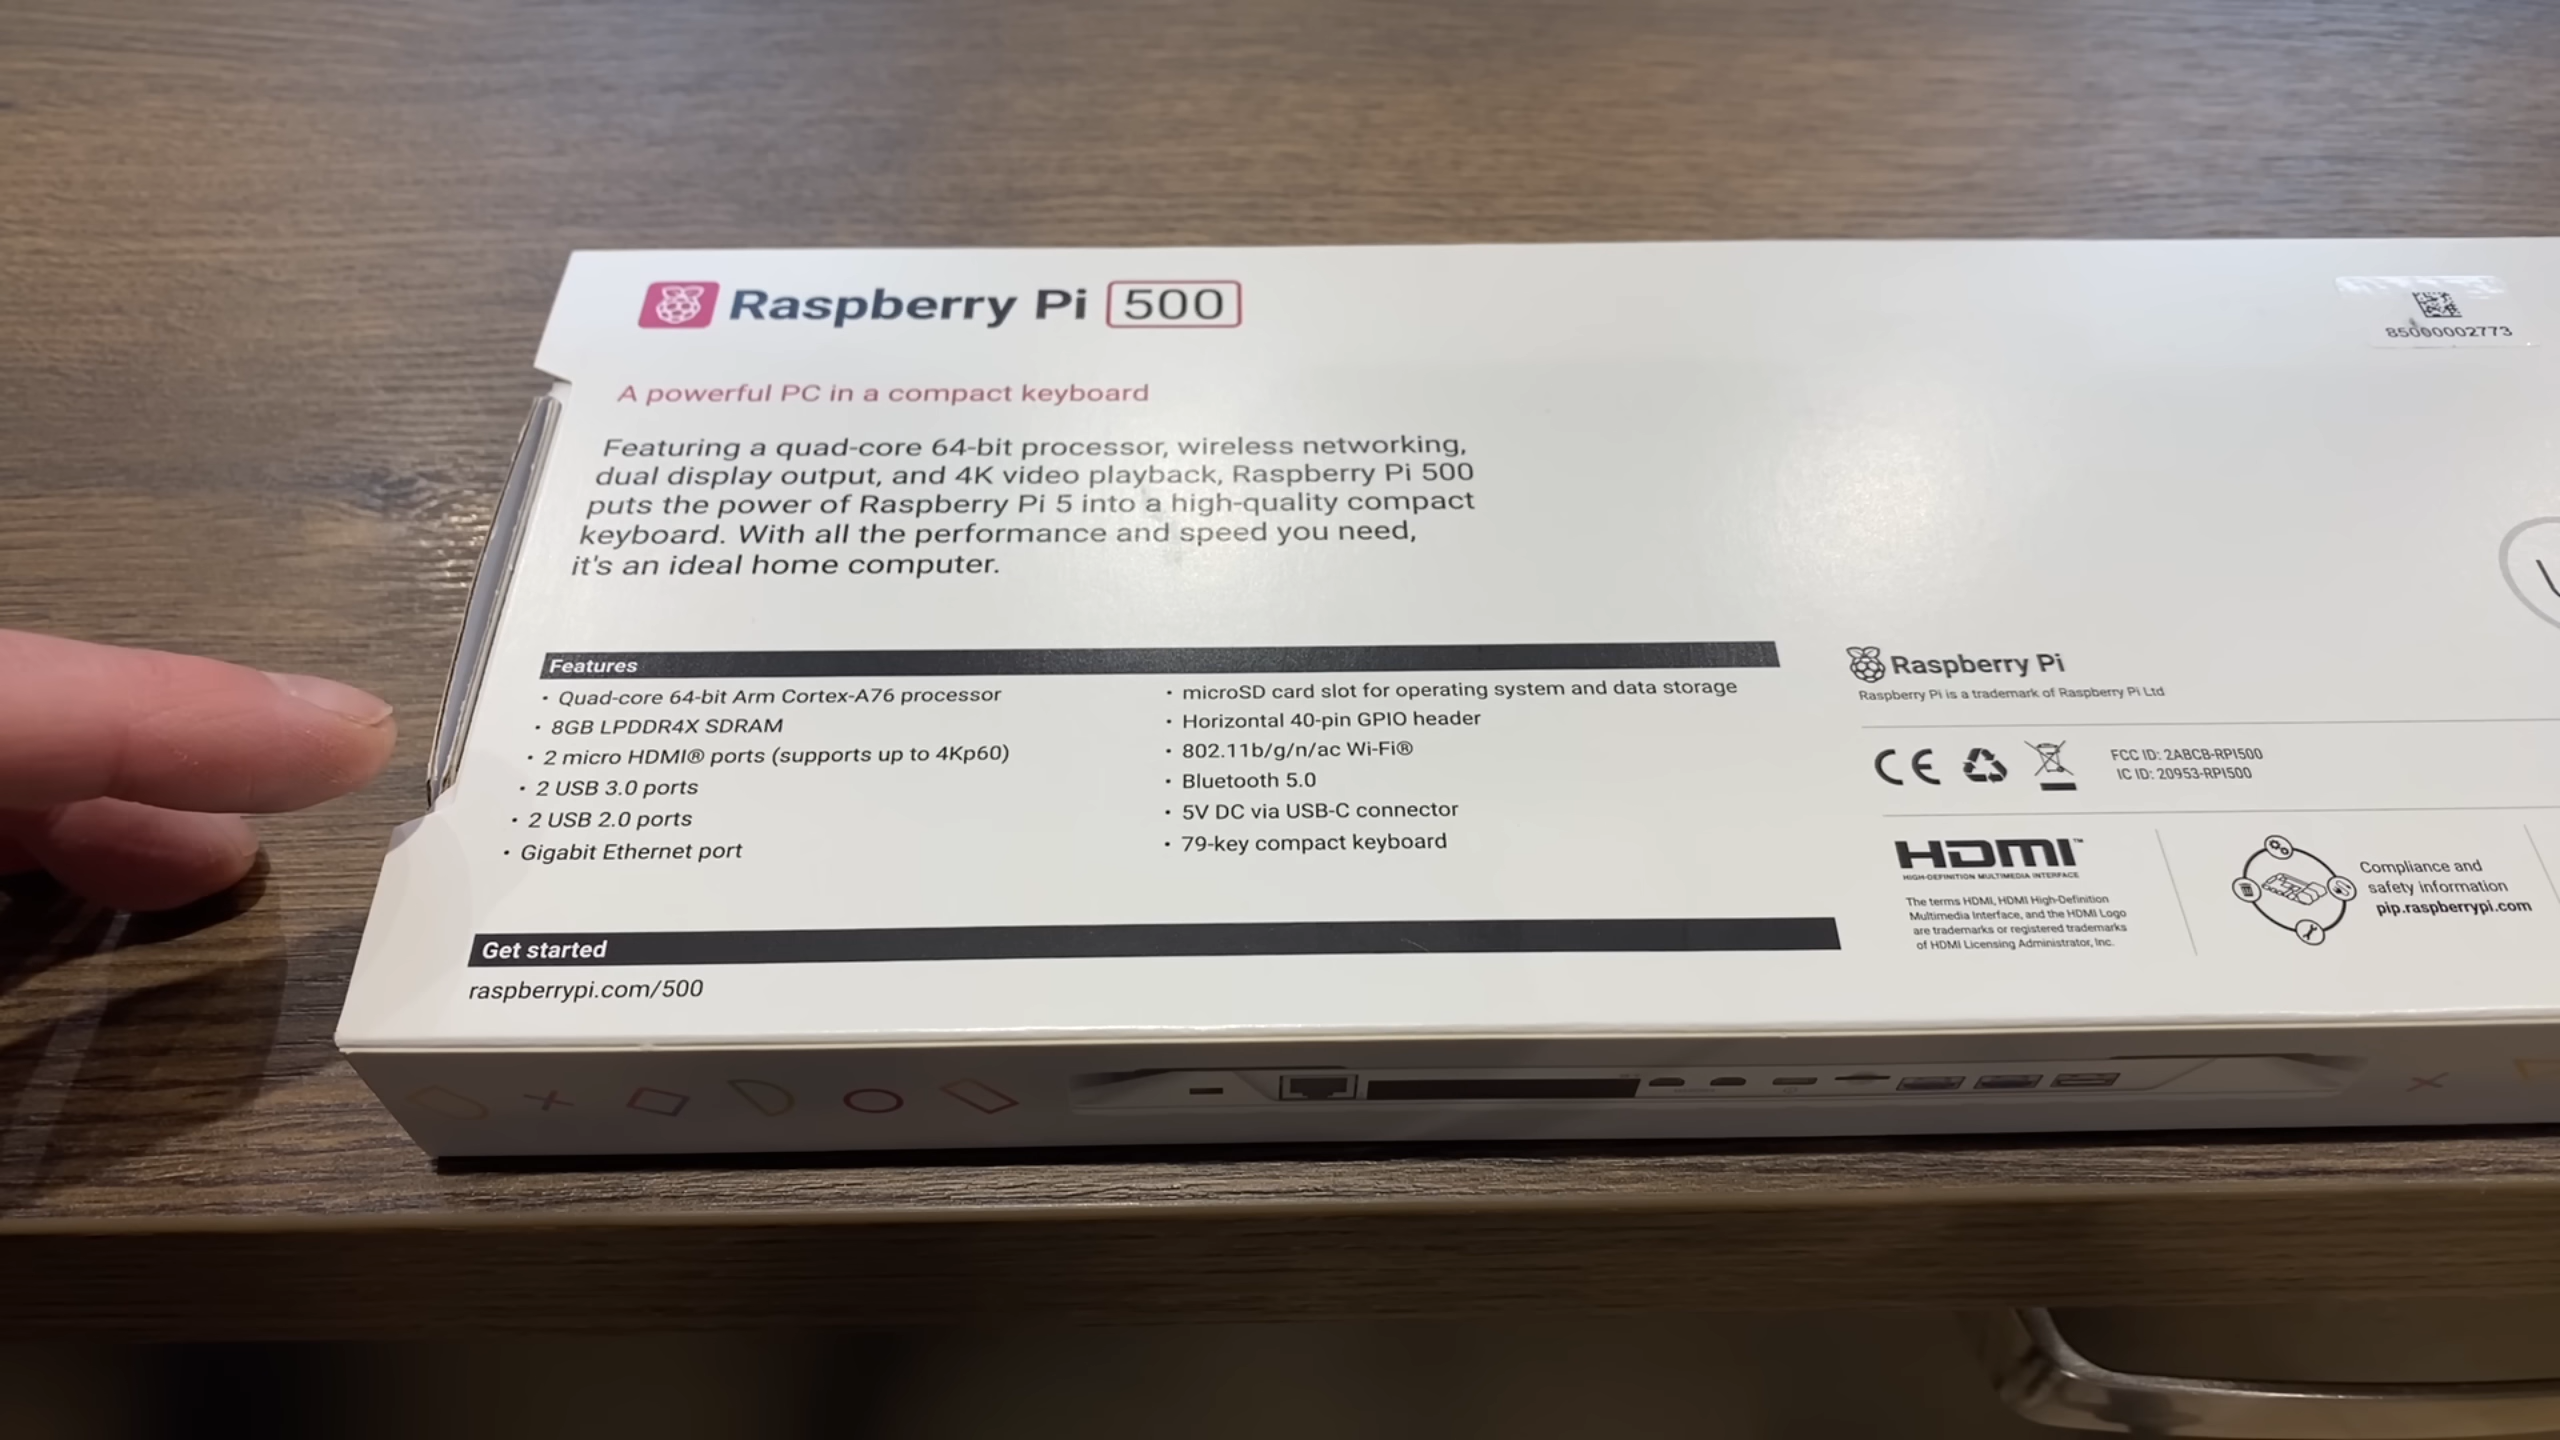 Raspberry Pi 500
85000002773
A powerful PC in a compact keyboard
Featuring a quad-core 64-bit processor, wireless networking,
dual display output, and 4K video playback, Raspberry Pi 500
puts the power of Raspberry Pi 5 into a high-quality compact
keyboard. With all the performance and speed you need,
it's an ideal home computer.
Features
· Quad-core 64-bit Arm Cortex-A76 processor
· 8GB LPDDR4X SDRAM
· 2 micro HDMI® ports (supports up to 4Kp60)
· 2 USB 3.0 ports
· 2 USB 2.0 ports
· Gigabit Ethernet port
· microSD card slot for operating system and data storage
· Horizontal 40-pin GPIO header
· 802.11b/g/n/ac Wi-Fi®
· Bluetooth 5.0
· 5V DC via USB-C connector
· 79-key compact keyboard
Get started
raspberrypi.com/500
Raspberry Pi
Raspberry Pi is a trademark of Raspberry Pi Ltd
CE
FCC ID: 2ABCB-RPI500
IC ID: 20953-RPI500
HDMI™
HIGH-DEFINITION MULTIMEDIA INTERFACE
The terms HDMI, HDMI High-Definition
Multimedia Interface, and the HDMI Logo
are trademarks or registered trademarks
of HDMI Licensing Administrator, Inc.
Compliance and
safety information
pip.raspberrypi.com